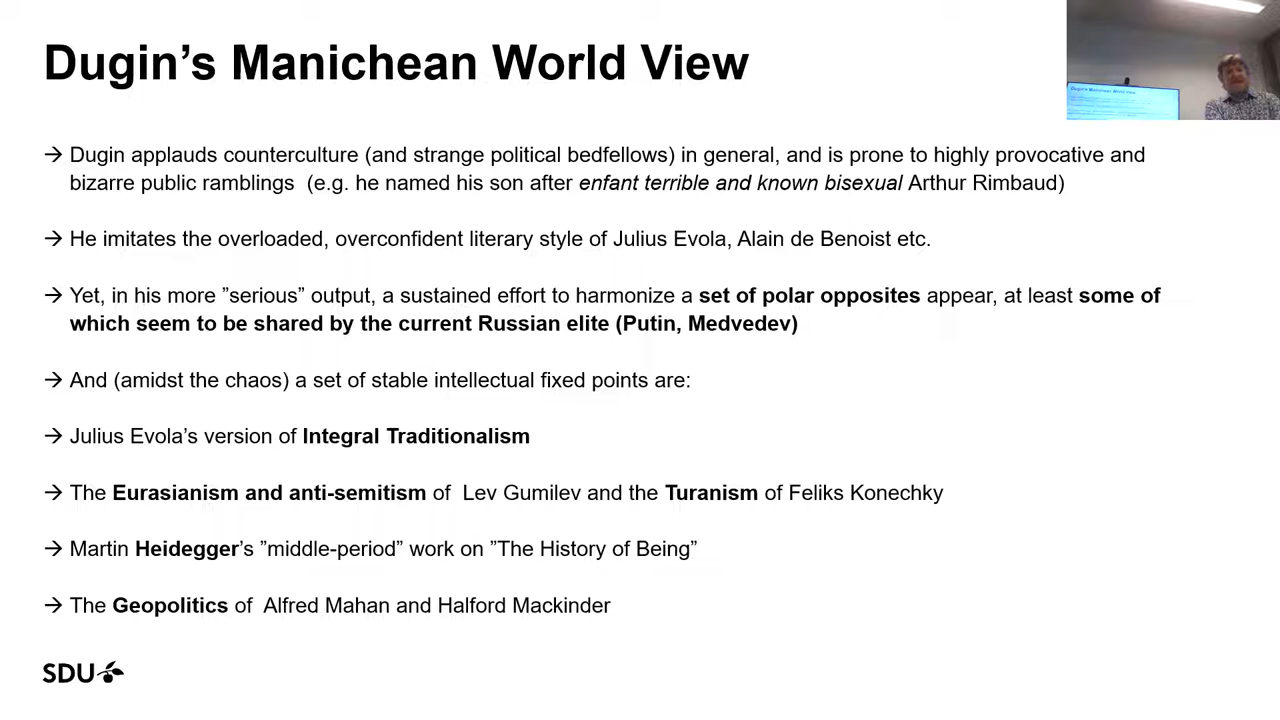 Dugin's Manichean World View
Dugin's Manichean World View
→ Dugin applauds counterculture (and strange political bedfellows) in general, and is prone to highly provocative and
bizarre public ramblings  (e.g. he named his son after enfant terrible and known bisexual Arthur Rimbaud)
→ He imitates the overloaded, overconfident literary style of Julius Evola, Alain de Benoist etc.
→ Yet, in his more ”serious” output, a sustained effort to harmonize a set of polar opposites appear, at least some of
which seem to be shared by the current Russian elite (Putin, Medvedev)
→ And (amidst the chaos) a set of stable intellectual fixed points are:
→ Julius Evola's version of Integral Traditionalism
→ The Eurasianism and anti-semitism of  Lev Gumilev and the Turanism of Feliks Konechky
→ Martin Heidegger's ”middle-period” work on ”The History of Being”
→ The Geopolitics of  Alfred Mahan and Halford Mackinder
SDU